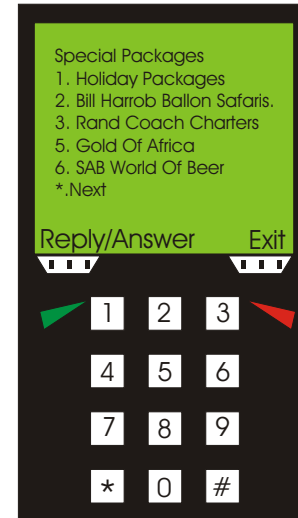 Special Packages
1. Holiday Packages
2. Bill Harrob Ballon Safaris.
3. Rand Coach Charters
5. Gold Of Africa
6. SAB World Of Beer
*.Next
Reply/Answer Exit
1 2 3
4 5 6
7 8 9
* 0 #